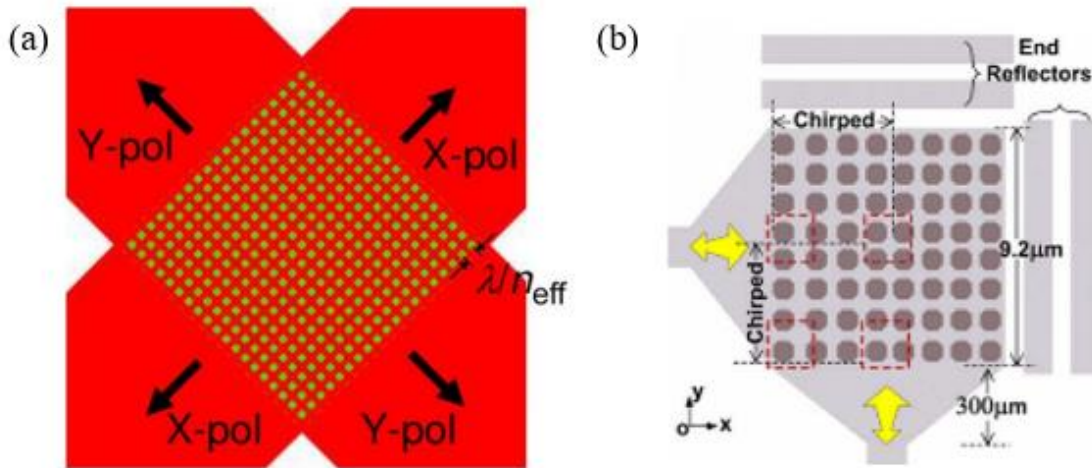 (a)
Y-pol
X-pol
λ/neff
X-pol
Y-pol
(b)
End
Reflectors
Chirped
9.2μm
Chirped
300μm
y
o
x